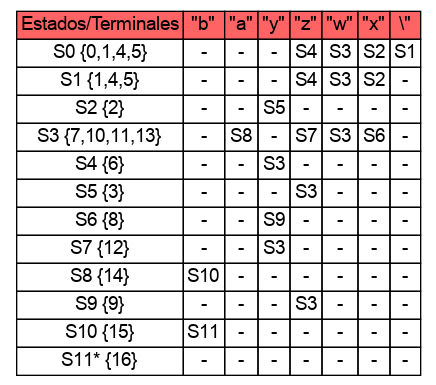 Estados/Terminales "b" "a" "y" "z" "w" "x" \"
S0 {0,1,4,5} - - - S4 S3 S2 S1
S1 {1,4,5} - - - S4 S3 S2 -
S2 {2} - - S5 - - - -
S3 {7,10,11,13} - S8 - S7 S3 S6 -
S4 {6} - - S3 - - - -
S5 {3} - - - S3 - - -
S6 {8} - - S9 - - - -
S7 {12} - - S3 - - - -
S8 {14} S10 - - - - - -
S9 {9} - - - S3 - - -
S10 {15} S11 - - - - - -
S11* {16} - - - - - - -